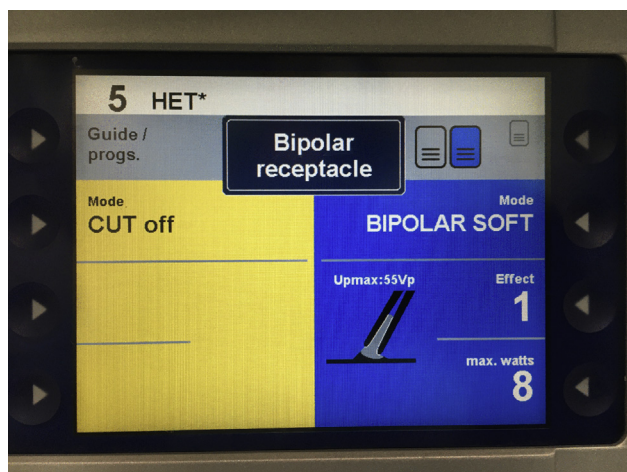 5 HET*
Guide /
progs.
Bipolar
receptacle
Mode
CUT off
Mode
BIPOLAR SOFT
Upmax:55Vp
Effect
1
max. watts
8